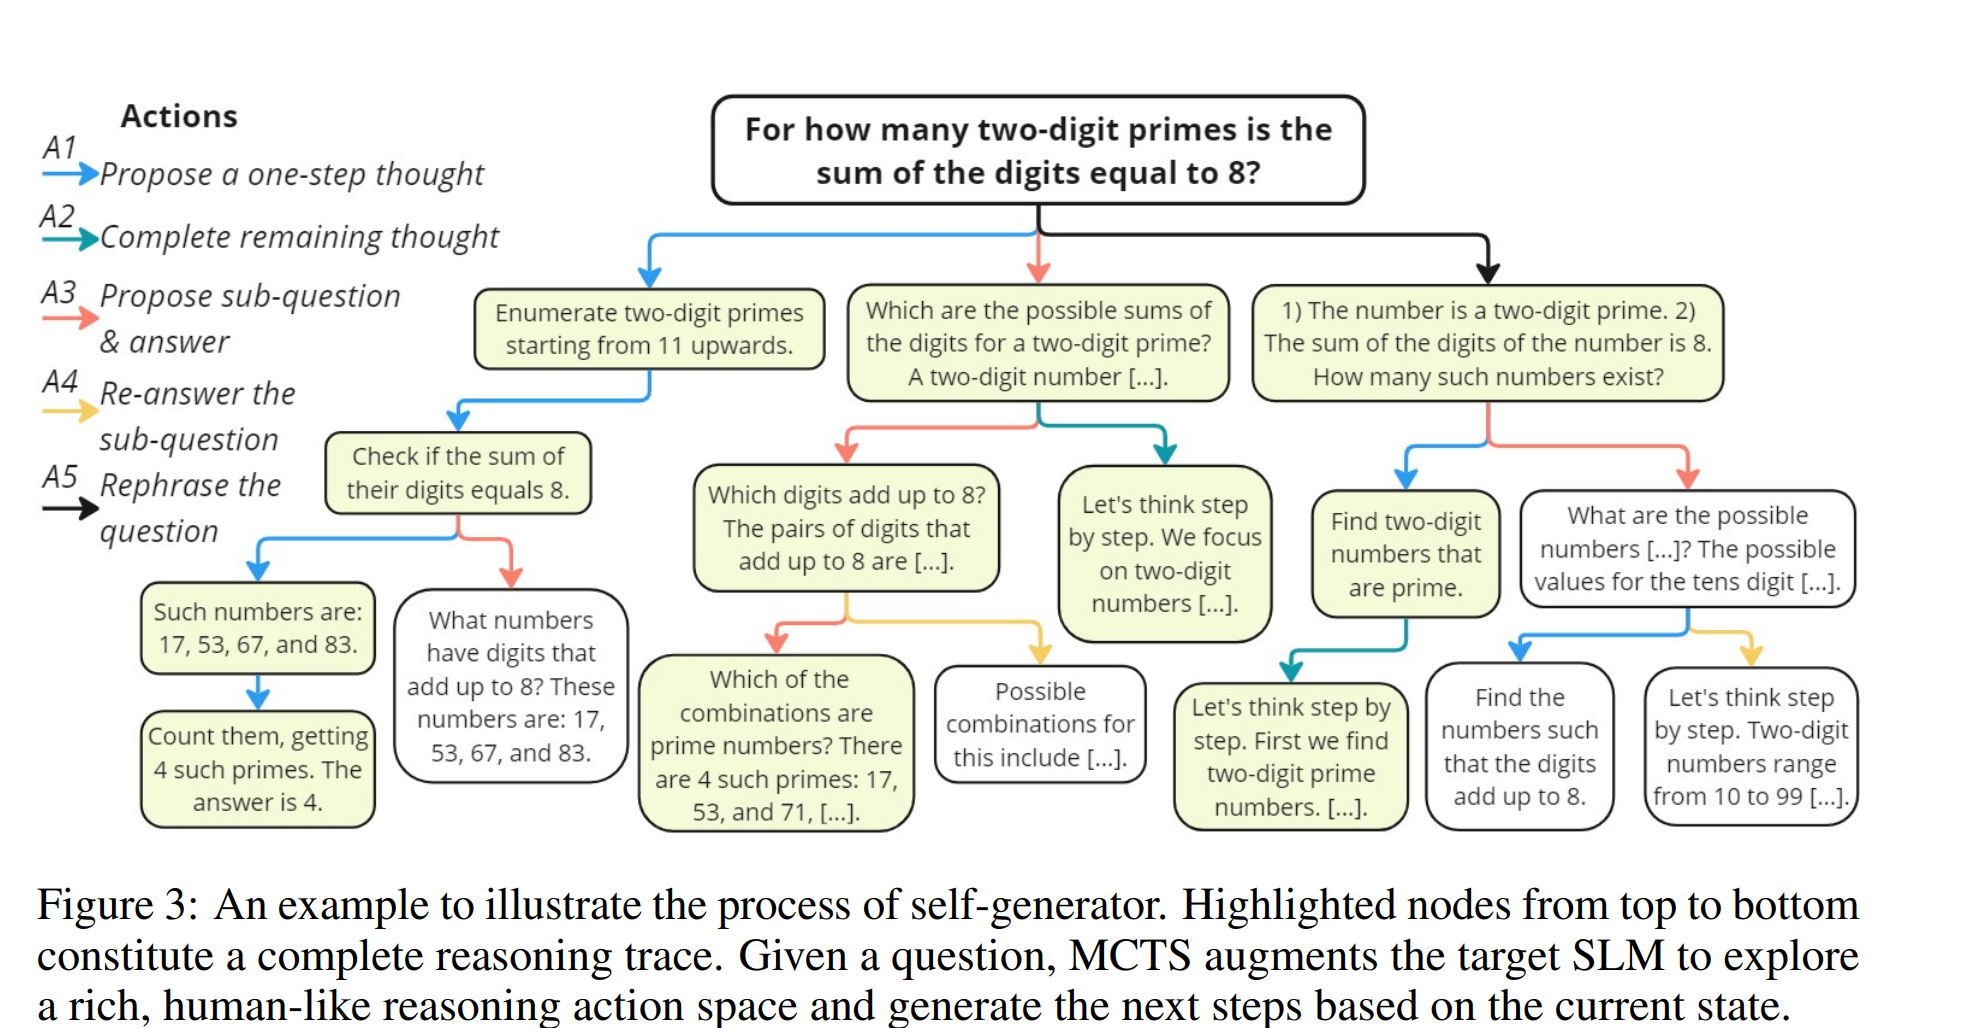 Actions
A1
Propose a one-step thought
A2
Complete remaining thought
A3
Propose sub-question
& answer
A4
Re-answer the
sub-question
A5
Rephrase the
question
For how many two-digit primes is the
sum of the digits equal to 8?
Enumerate two-digit primes
starting from 11 upwards.
Which are the possible sums of
the digits for a two-digit prime?
A two-digit number [...].
1) The number is a two-digit prime. 2)
The sum of the digits of the number is 8.
How many such numbers exist?
Check if the sum of
their digits equals 8.
Which digits add up to 8?
The pairs of digits that
add up to 8 are [...].
Let's think step
by step. We focus
on two-digit
numbers [...].
Find two-digit
numbers that
are prime.
What are the possible
numbers [...]? The possible
values for the tens digit [...].
Such numbers are:
17, 53, 67, and 83.
What numbers
have digits that
add up to 8? These
numbers are: 17,
53, 67, and 83.
Which of the
combinations are
prime numbers? There
are 4 such primes: 17,
53, and 71, [...].
Possible
combinations for
this include [...].
Let's think step by
step. First we find
two-digit prime
numbers. [...].
Find the
numbers such
that the digits
add up to 8.
Let's think step
by step. Two-digit
numbers range
from 10 to 99 [...].
Count them, getting
4 such primes. The
answer is 4.
Figure 3: An example to illustrate the process of self-generator. Highlighted nodes from top to bottom
constitute a complete reasoning trace. Given a question, MCTS augments the target SLM to explore
a rich, human-like reasoning action space and generate the next steps based on the current state.